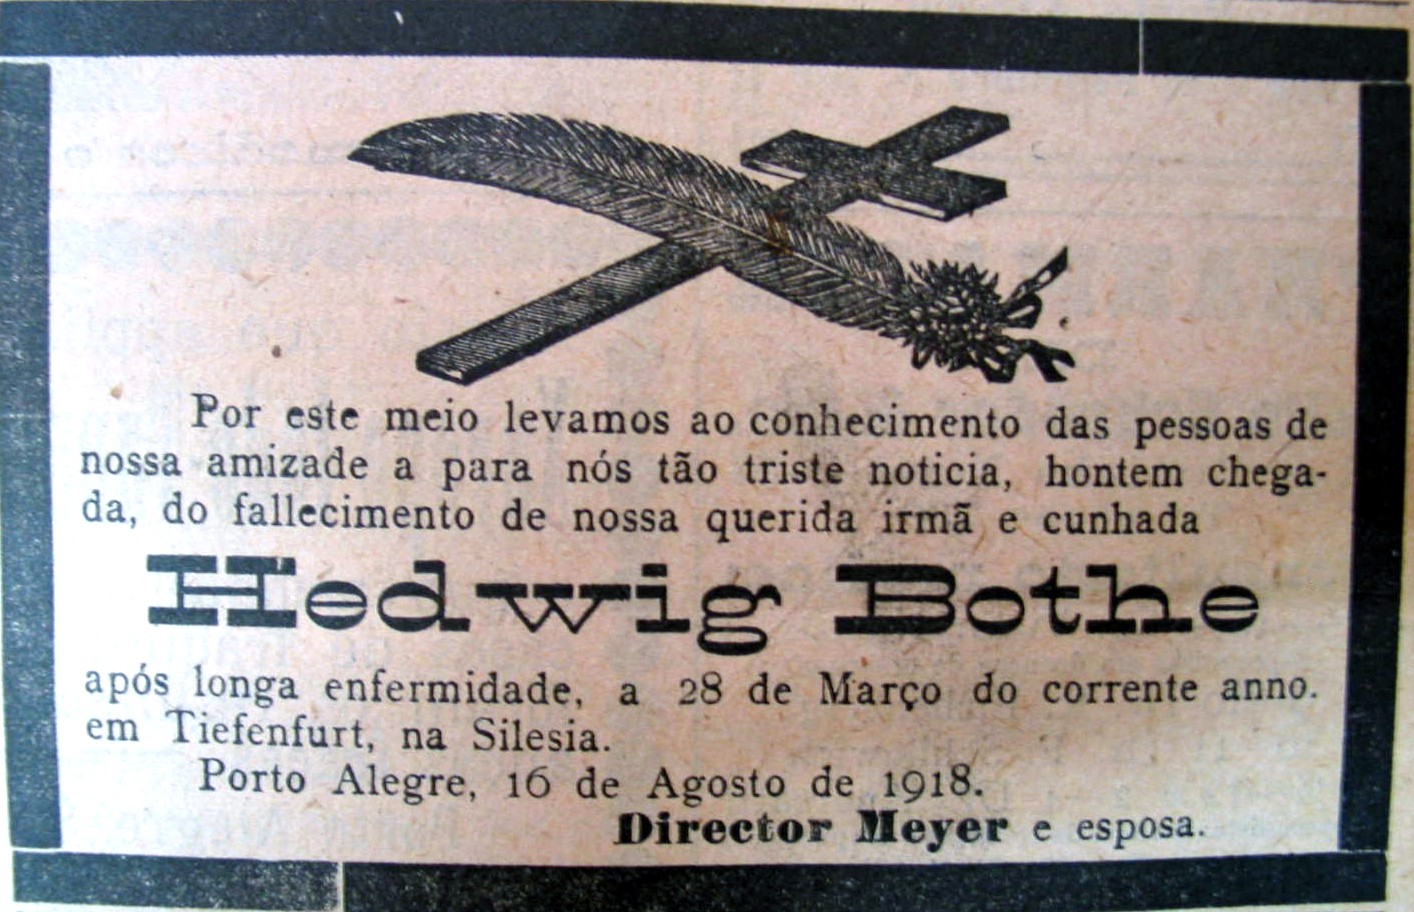 Por este meio levamos ao conhecimento das pessoas de
nossa amizade a para nós tão triste noticia, hontem chega-
da, do fallecimento de nossa querida irmã e cunhada
Hedwig Bothe
após longa enfermidade, a 28 de Março do corrente anno.
em Tiefenfurt, na Silesia.
Porto Alegre, 16 de Agosto de 1918.
Director Meyer e esposa.